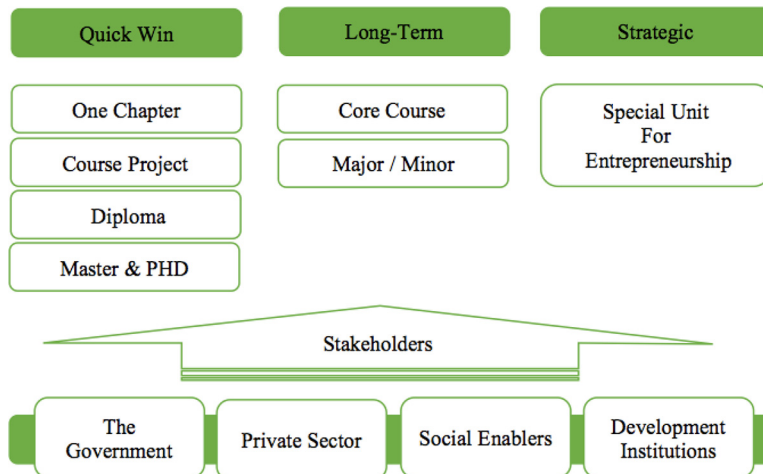 Quick Win
Long-Term
Strategic
One Chapter
Course Project
Diploma
Master & PHD
Core Course
Major / Minor
Special Unit
For
Entrepreneurship
Stakeholders
The
Government
Private Sector
Social Enablers
Development
Institutions